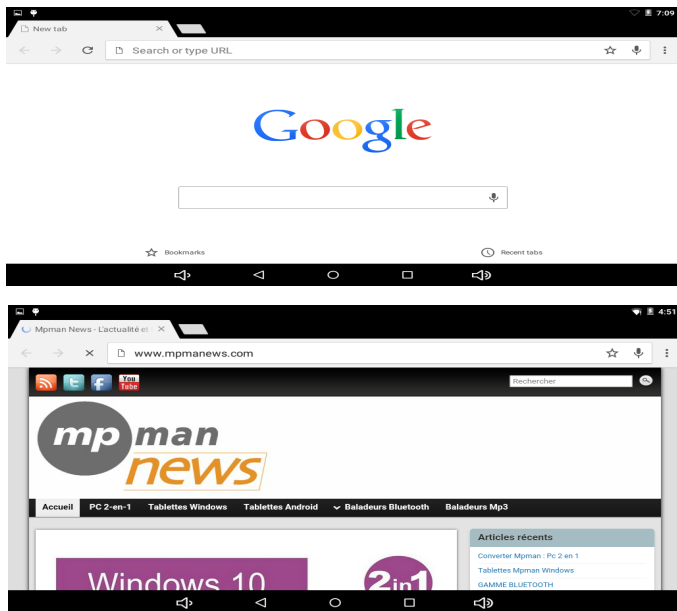 7:09
New tab
Search or type URL
Google
Bookmarks
Recent tabs
4:51
Mpman News - L'actualité et
www.mpmanews.com
You
Tube
Rechercher
mp man
news
Accueil PC 2-en-1 Tablettes Windows Tablettes Android Baladeurs Bluetooth Baladeurs Mp3
Articles récents
Converter Mpman : Pc 2 en 1
Tablettes Mpman Windows
GAMME BLUETOOTH
Windows 10
2in1